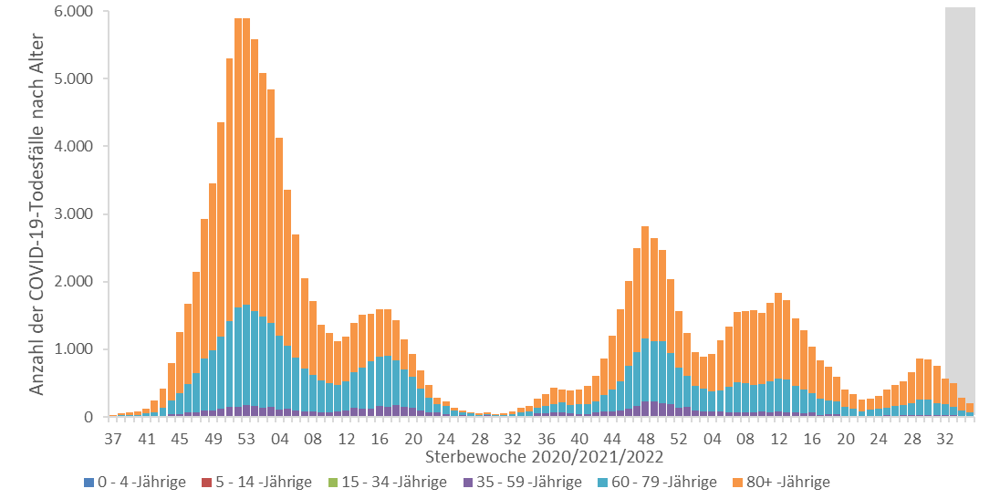 6.000
5.000
4.000
3.000
2.000
1.000
0
Anzahl der COVID-19-Todesfälle nach Alter
37 41 45 49 53 04 08 12 16 20 24 28 32 36 40 44 48 52 04 08 12 16 20 24 28 32
Sterbewoche 2020/2021/2022
0 - 4 -Jährige 5 - 14 -Jährige 15 - 34 -Jährige 35 - 59 -Jährige 60 - 79 -Jährige 80+ -Jährige